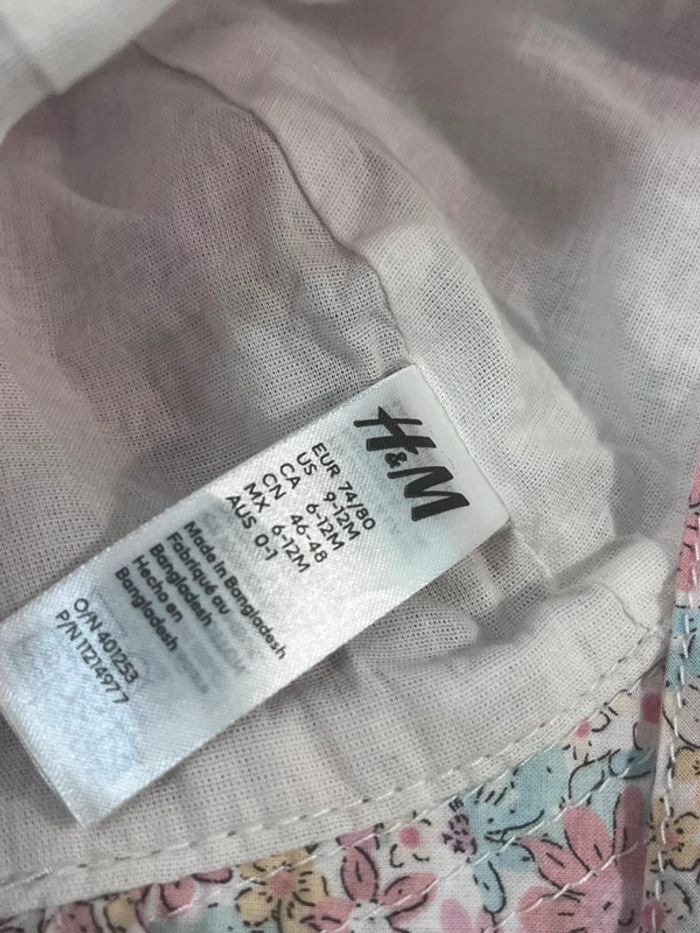 H&M
EUR 74/80
US 9-12M
CA 6-12M
CN 46-48
MX 6-12M
AUS 0-1
Made in Bangladesh
Fabriqué au
Bangladesh
Hecho en
Bangladesh
O/N 401253
P/N 11214977